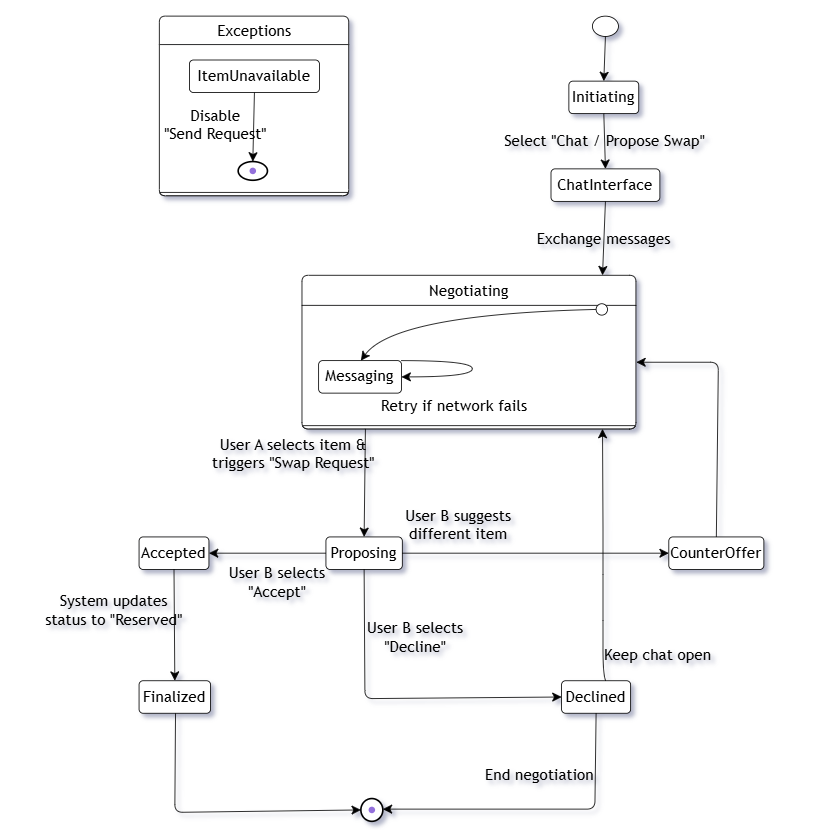 Exceptions
ItemUnavailable
Disable
"Send Request"
Initiating
Select "Chat / Propose Swap"
ChatInterface
Exchange messages
Negotiating
Messaging
Retry if network fails
User A selects item &
triggers "Swap Request"
User B suggests
different item
Accepted
Proposing
CounterOffer
User B selects
"Accept"
System updates
status to "Reserved"
User B selects
"Decline"
Keep chat open
Finalized
Declined
End negotiation